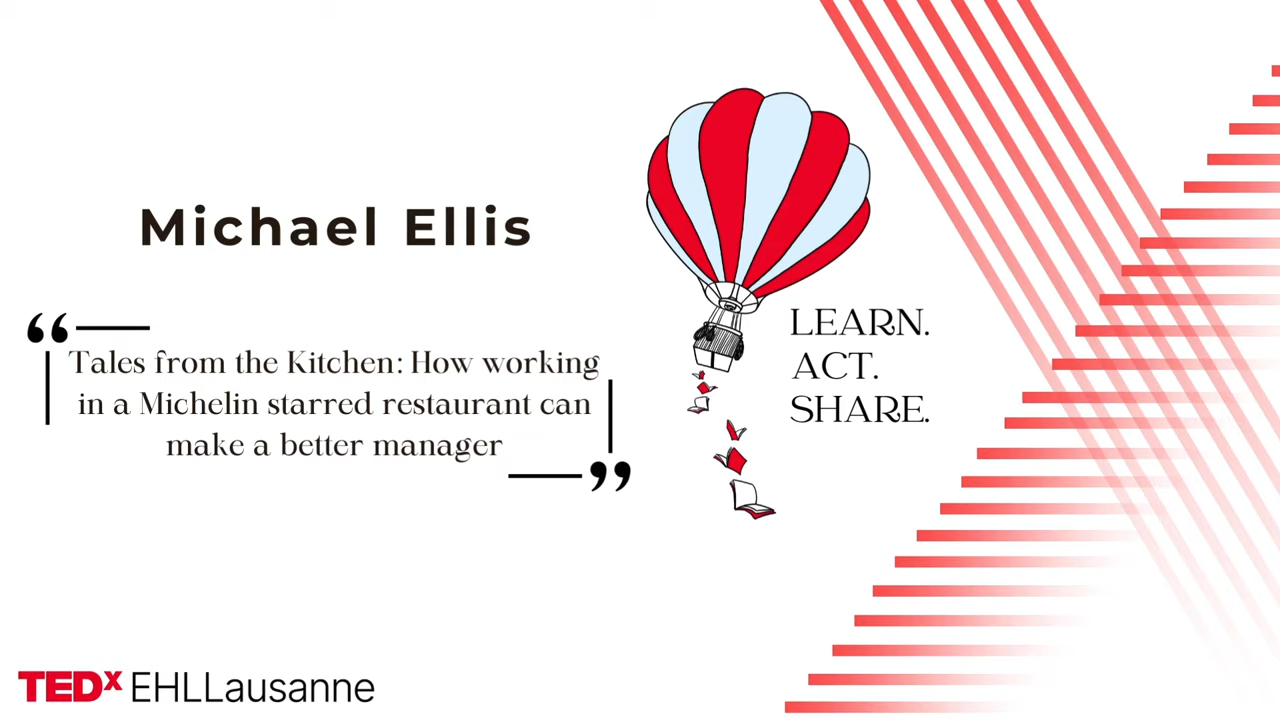 Michael Ellis
“Tales from the Kitchen: How working
in a Michelin starred restaurant can
make a better manager”
LEARN.
ACT.
SHARE.
TEDx EHLLausanne